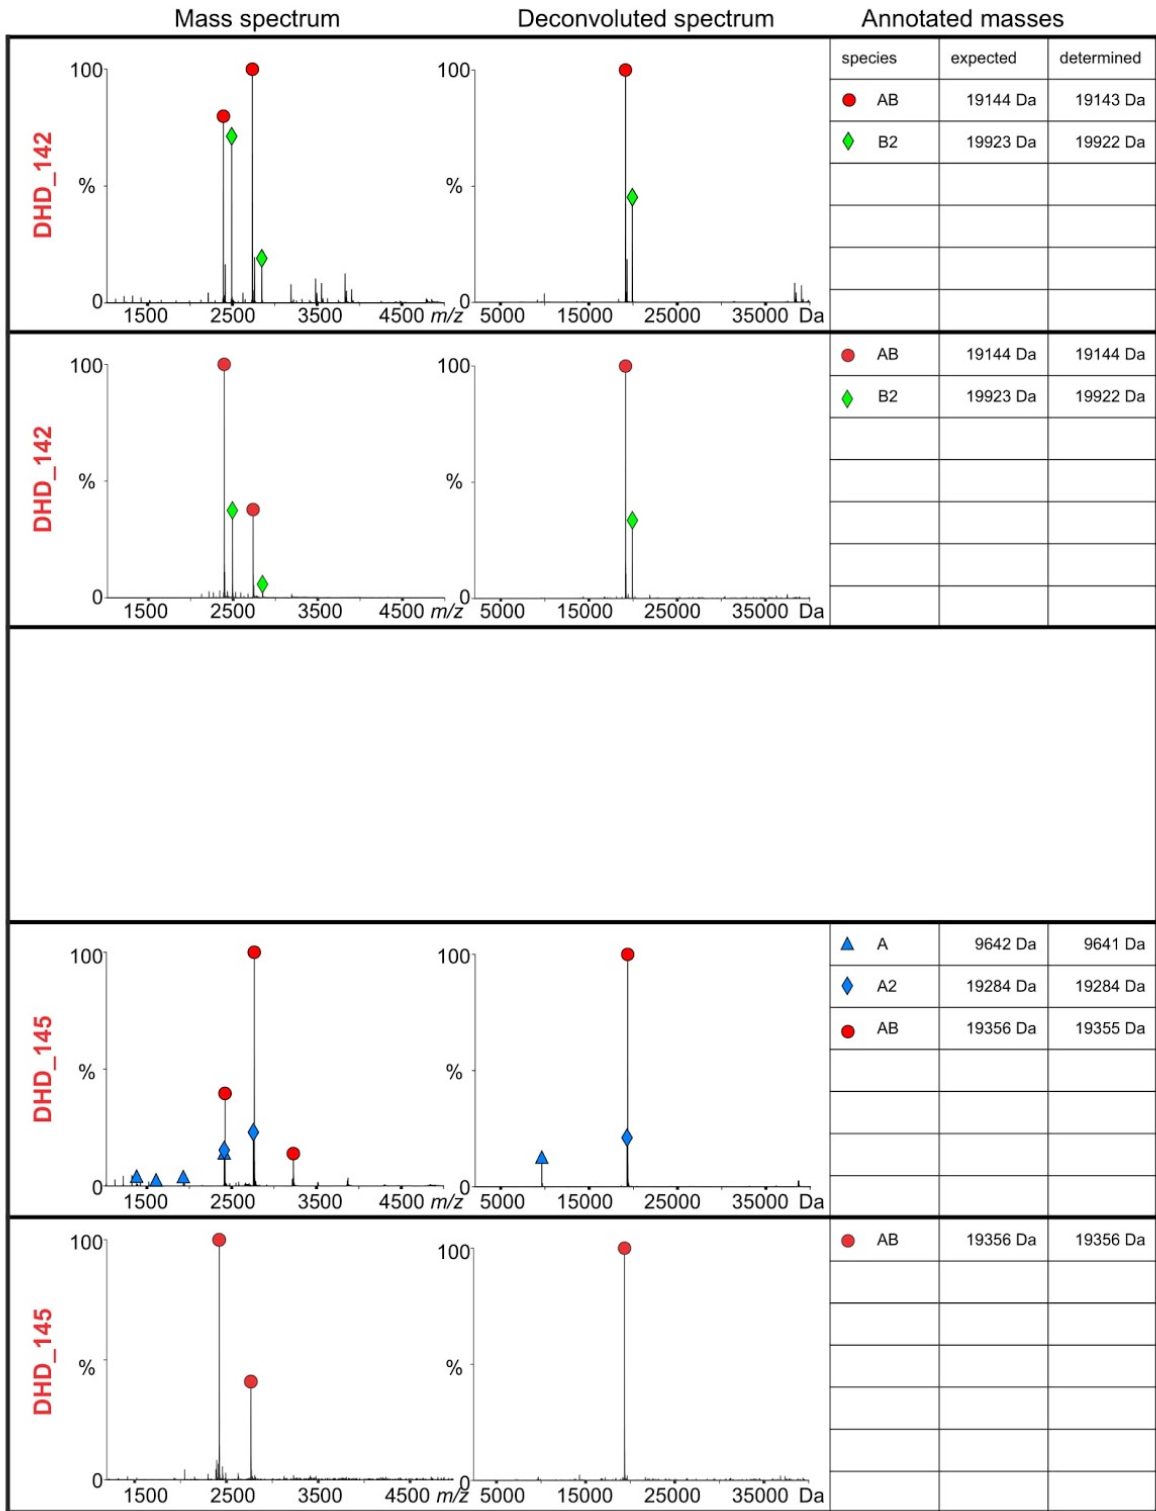 Mass spectrum Deconvoluted spectrum Annotated masses
DHD_142
100
%
0
1500 2500 3500 4500 m/z
100
%
0
5000 15000 25000 35000 Da
species expected determined
AB 19144 Da 19143 Da
B2 19923 Da 19922 Da
DHD_142
100
%
0
1500 2500 3500 4500 m/z
100
%
0
5000 15000 25000 35000 Da
AB 19144 Da 19144 Da
B2 19923 Da 19922 Da
DHD_145
100
%
0
1500 2500 3500 4500 m/z
100
%
0
5000 15000 25000 35000 Da
A 9642 Da 9641 Da
A2 19284 Da 19284 Da
AB 19356 Da 19355 Da
DHD_145
100
%
0
1500 2500 3500 4500 m/z
100
%
0
5000 15000 25000 35000 Da
AB 19356 Da 19356 Da